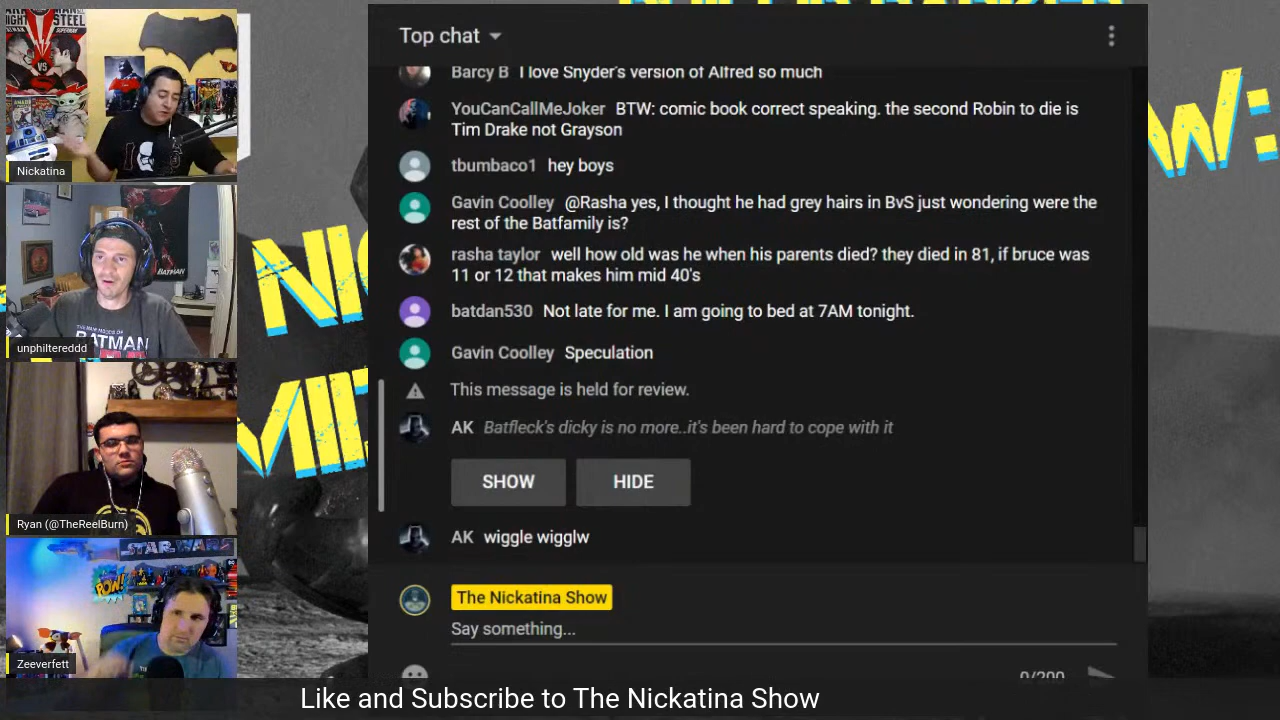 Top chat
Barcy B I love Snyder's version of Alfred so much
YouCanCallMeJoker BTW: comic book correct speaking. the second Robin to die is
Tim Drake not Grayson
tbumbaco1 hey boys
Gavin Coolley @Rasha yes, I thought he had grey hairs in BvS just wondering were the
rest of the Batfamily is?
rasha taylor well how old was he when his parents died? they died in 81, if bruce was
11 or 12 that makes him mid 40's
batdan530 Not late for me. I am going to bed at 7AM tonight.
Gavin Coolley Speculation
This message is held for review.
AK Batfleck's dicky is no more..it's been hard to cope with it
SHOW HIDE
AK wiggle wigglw
The Nickatina Show
Say something...
0/200
Nickatina
BATMAN
unphiltereddd
BATMAN
Ryan (@TheReelBurn)
STAR WARS
POW!
Zeeverfett
Like and Subscribe to The Nickatina Show